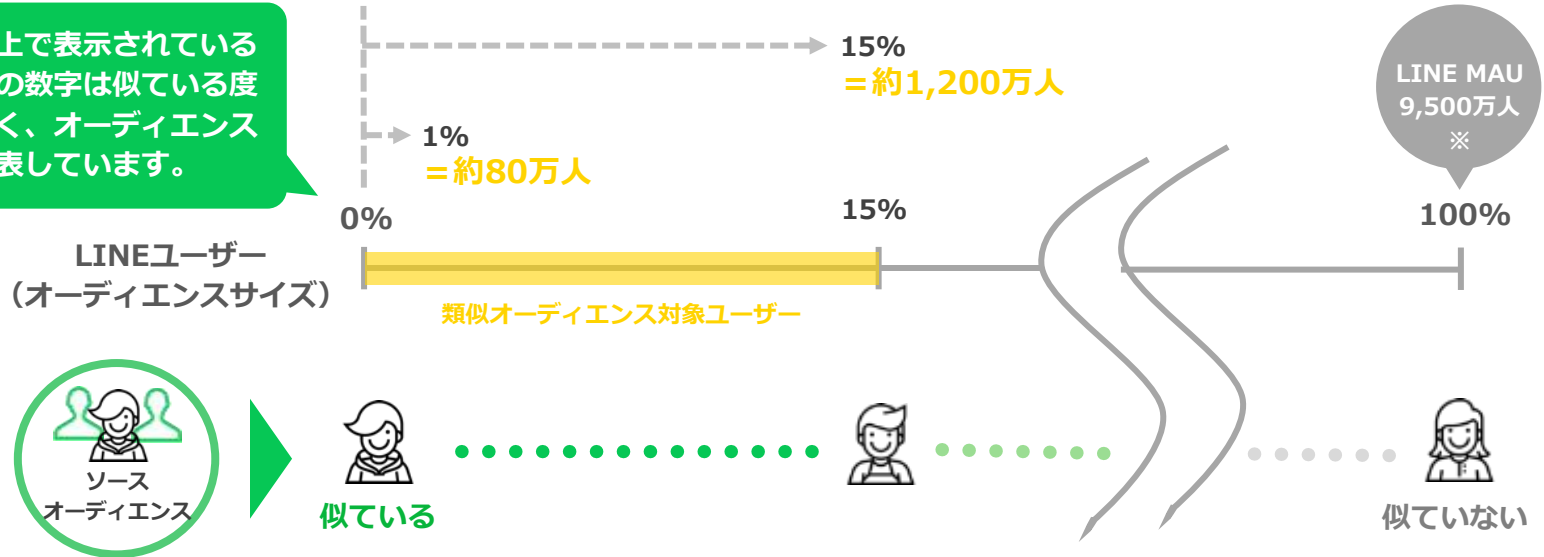 上で表示されている
の数字は似ている度
く、オーディエンス
表しています。
15%
＝約1,200万人
1%
＝約80万人
LINE MAU
9,500万人
※
0%
15%
100%
LINEユーザー
（オーディエンスサイズ）
類似オーディエンス対象ユーザー
ソース
オーディエンス
似ている
似ていない